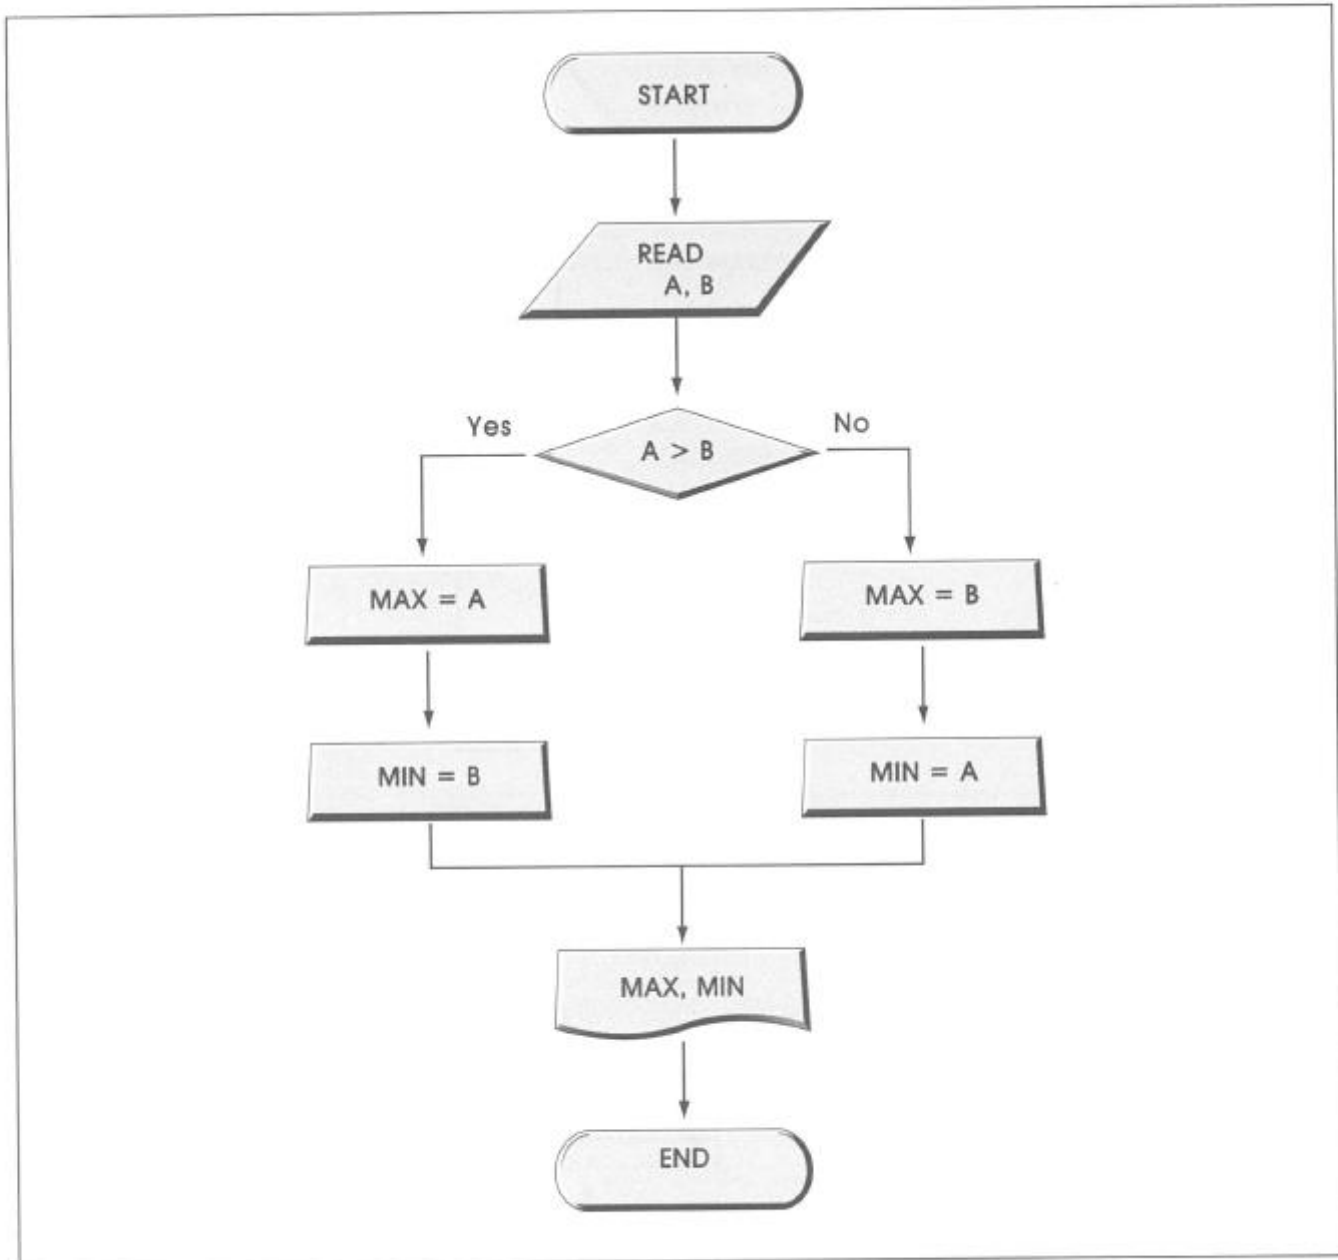 START
READ
A, B
Yes
A > B
No
MAX = A
MAX = B
MIN = B
MIN = A
MAX, MIN
END